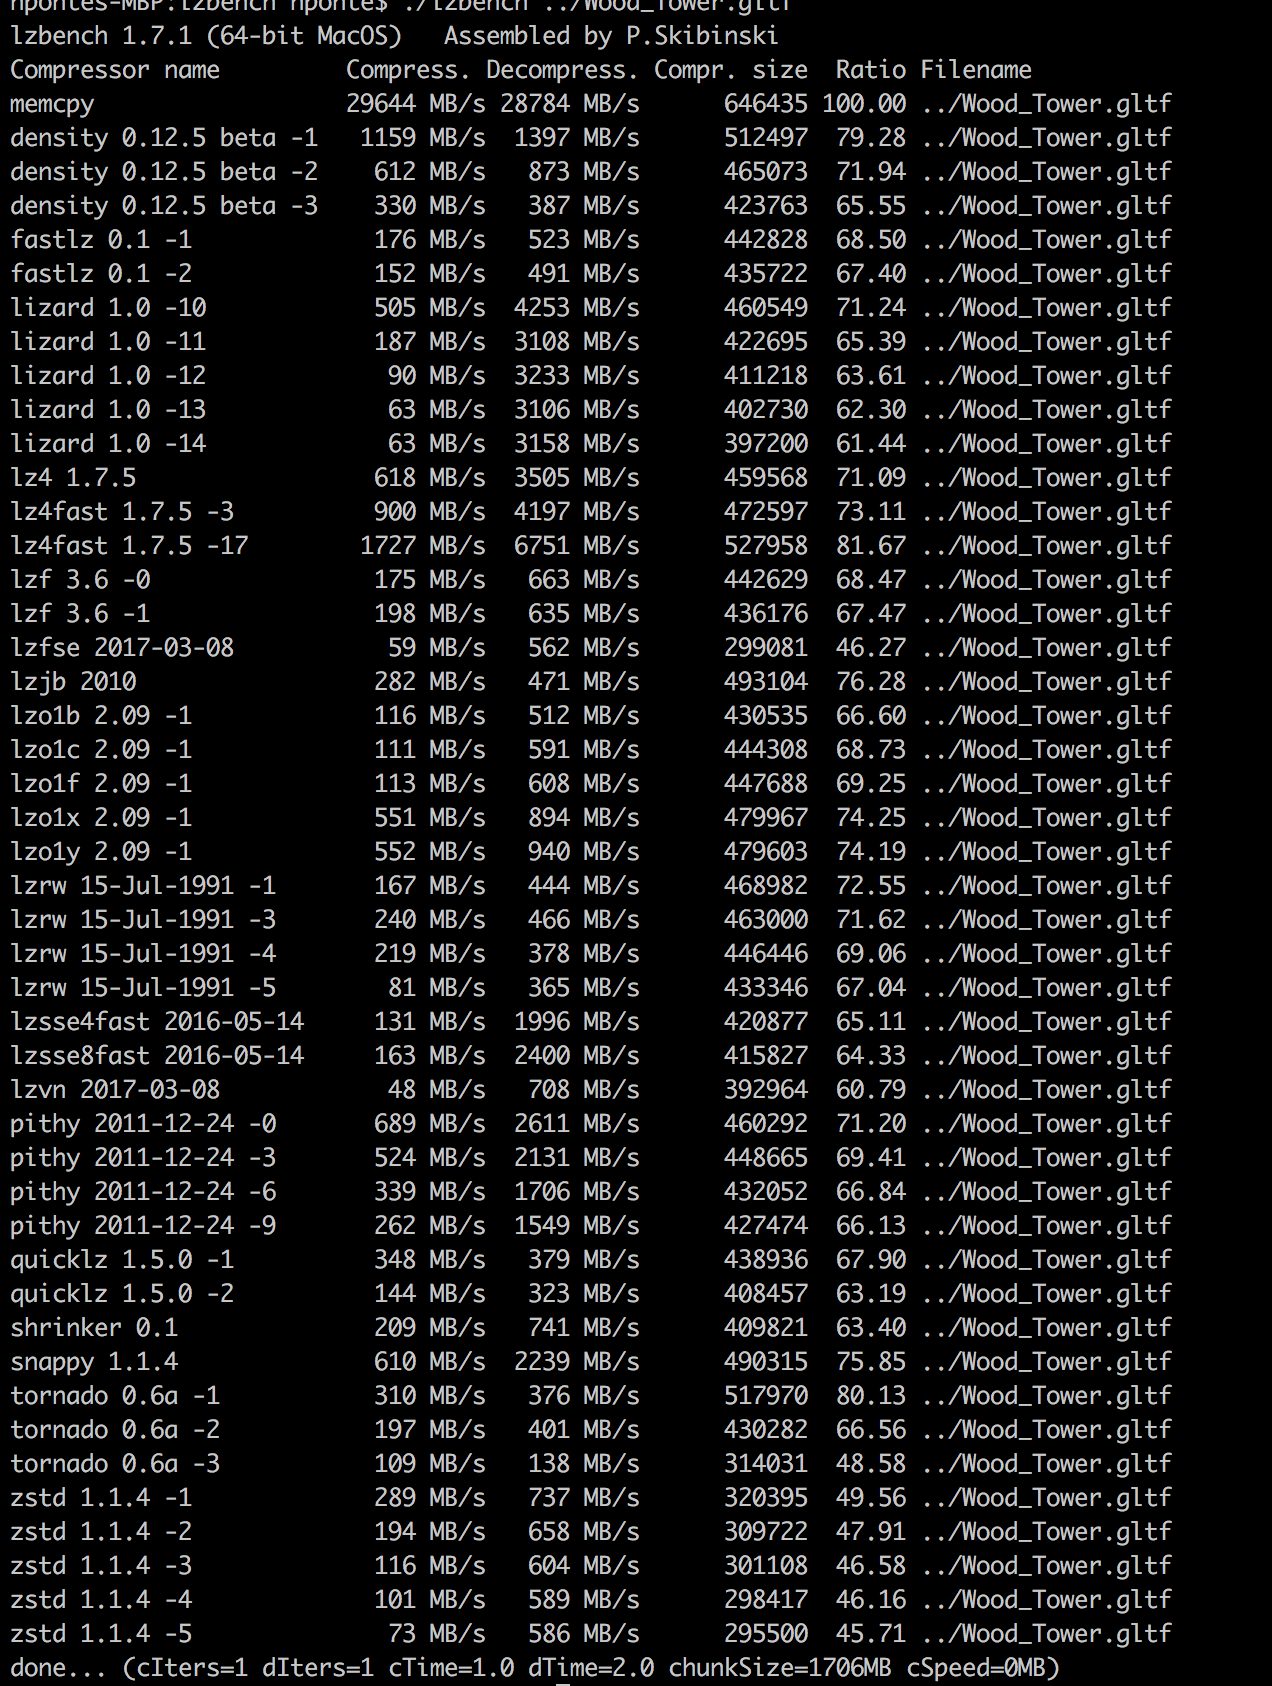 npontes-MBP:lzbench nponte$ ./lzbench ../Wood_Tower.gltf
lzbench 1.7.1 (64-bit MacOS)   Assembled by P.Skibinski
Compressor name         Compress. Decompress. Compr. size  Ratio Filename
memcpy                  29644 MB/s 28784 MB/s      646435 100.00 ../Wood_Tower.gltf
density 0.12.5 beta -1   1159 MB/s  1397 MB/s      512497  79.28 ../Wood_Tower.gltf
density 0.12.5 beta -2    612 MB/s   873 MB/s      465073  71.94 ../Wood_Tower.gltf
density 0.12.5 beta -3    330 MB/s   387 MB/s      423763  65.55 ../Wood_Tower.gltf
fastlz 0.1 -1             176 MB/s   523 MB/s      442828  68.50 ../Wood_Tower.gltf
fastlz 0.1 -2             152 MB/s   491 MB/s      435722  67.40 ../Wood_Tower.gltf
lizard 1.0 -10            505 MB/s  4253 MB/s      460549  71.24 ../Wood_Tower.gltf
lizard 1.0 -11            187 MB/s  3108 MB/s      422695  65.39 ../Wood_Tower.gltf
lizard 1.0 -12             90 MB/s  3233 MB/s      411218  63.61 ../Wood_Tower.gltf
lizard 1.0 -13             63 MB/s  3106 MB/s      402730  62.30 ../Wood_Tower.gltf
lizard 1.0 -14             63 MB/s  3158 MB/s      397200  61.44 ../Wood_Tower.gltf
lz4 1.7.5                 618 MB/s  3505 MB/s      459568  71.09 ../Wood_Tower.gltf
lz4fast 1.7.5 -3          900 MB/s  4197 MB/s      472597  73.11 ../Wood_Tower.gltf
lz4fast 1.7.5 -17        1727 MB/s  6751 MB/s      527958  81.67 ../Wood_Tower.gltf
lzf 3.6 -0                175 MB/s   663 MB/s      442629  68.47 ../Wood_Tower.gltf
lzf 3.6 -1                198 MB/s   635 MB/s      436176  67.47 ../Wood_Tower.gltf
lzfse 2017-03-08           59 MB/s   562 MB/s      299081  46.27 ../Wood_Tower.gltf
lzjb 2010                 282 MB/s   471 MB/s      493104  76.28 ../Wood_Tower.gltf
lzo1b 2.09 -1             116 MB/s   512 MB/s      430535  66.60 ../Wood_Tower.gltf
lzo1c 2.09 -1             111 MB/s   591 MB/s      444308  68.73 ../Wood_Tower.gltf
lzo1f 2.09 -1             113 MB/s   608 MB/s      447688  69.25 ../Wood_Tower.gltf
lzo1x 2.09 -1             551 MB/s   894 MB/s      479967  74.25 ../Wood_Tower.gltf
lzo1y 2.09 -1             552 MB/s   940 MB/s      479603  74.19 ../Wood_Tower.gltf
lzrw 15-Jul-1991 -1       167 MB/s   444 MB/s      468982  72.55 ../Wood_Tower.gltf
lzrw 15-Jul-1991 -3       240 MB/s   466 MB/s      463000  71.62 ../Wood_Tower.gltf
lzrw 15-Jul-1991 -4       219 MB/s   378 MB/s      446446  69.06 ../Wood_Tower.gltf
lzrw 15-Jul-1991 -5        81 MB/s   365 MB/s      433346  67.04 ../Wood_Tower.gltf
lzsse4fast 2016-05-14     131 MB/s  1996 MB/s      420877  65.11 ../Wood_Tower.gltf
lzsse8fast 2016-05-14     163 MB/s  2400 MB/s      415827  64.33 ../Wood_Tower.gltf
lzvn 2017-03-08            48 MB/s   708 MB/s      392964  60.79 ../Wood_Tower.gltf
pithy 2011-12-24 -0       689 MB/s  2611 MB/s      460292  71.20 ../Wood_Tower.gltf
pithy 2011-12-24 -3       524 MB/s  2131 MB/s      448665  69.41 ../Wood_Tower.gltf
pithy 2011-12-24 -6       339 MB/s  1706 MB/s      432052  66.84 ../Wood_Tower.gltf
pithy 2011-12-24 -9       262 MB/s  1549 MB/s      427474  66.13 ../Wood_Tower.gltf
quicklz 1.5.0 -1          348 MB/s   379 MB/s      438936  67.90 ../Wood_Tower.gltf
quicklz 1.5.0 -2          144 MB/s   323 MB/s      408457  63.19 ../Wood_Tower.gltf
shrinker 0.1              209 MB/s   741 MB/s      409821  63.40 ../Wood_Tower.gltf
snappy 1.1.4              610 MB/s  2239 MB/s      490315  75.85 ../Wood_Tower.gltf
tornado 0.6a -1           310 MB/s   376 MB/s      517970  80.13 ../Wood_Tower.gltf
tornado 0.6a -2           197 MB/s   401 MB/s      430282  66.56 ../Wood_Tower.gltf
tornado 0.6a -3           109 MB/s   138 MB/s      314031  48.58 ../Wood_Tower.gltf
zstd 1.1.4 -1             289 MB/s   737 MB/s      320395  49.56 ../Wood_Tower.gltf
zstd 1.1.4 -2             194 MB/s   658 MB/s      309722  47.91 ../Wood_Tower.gltf
zstd 1.1.4 -3             116 MB/s   604 MB/s      301108  46.58 ../Wood_Tower.gltf
zstd 1.1.4 -4             101 MB/s   589 MB/s      298417  46.16 ../Wood_Tower.gltf
zstd 1.1.4 -5              73 MB/s   586 MB/s      295500  45.71 ../Wood_Tower.gltf
done... (cIters=1 dIters=1 cTime=1.0 dTime=2.0 chunkSize=1706MB cSpeed=0MB)